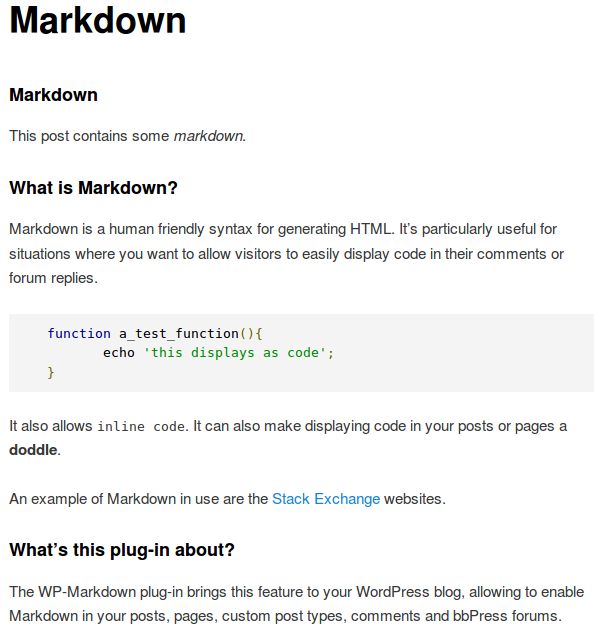 Markdown
Markdown
This post contains some markdown.
What is Markdown?
Markdown is a human friendly syntax for generating HTML. It’s particularly useful for
situations where you want to allow visitors to easily display code in their comments or
forum replies.
function a_test_function(){
echo 'this displays as code';
}
It also allows inline code. It can also make displaying code in your posts or pages a
doddle.
An example of Markdown in use are the Stack Exchange websites.
What’s this plug-in about?
The WP-Markdown plug-in brings this feature to your WordPress blog, allowing to enable
Markdown in your posts, pages, custom post types, comments and bbPress forums.